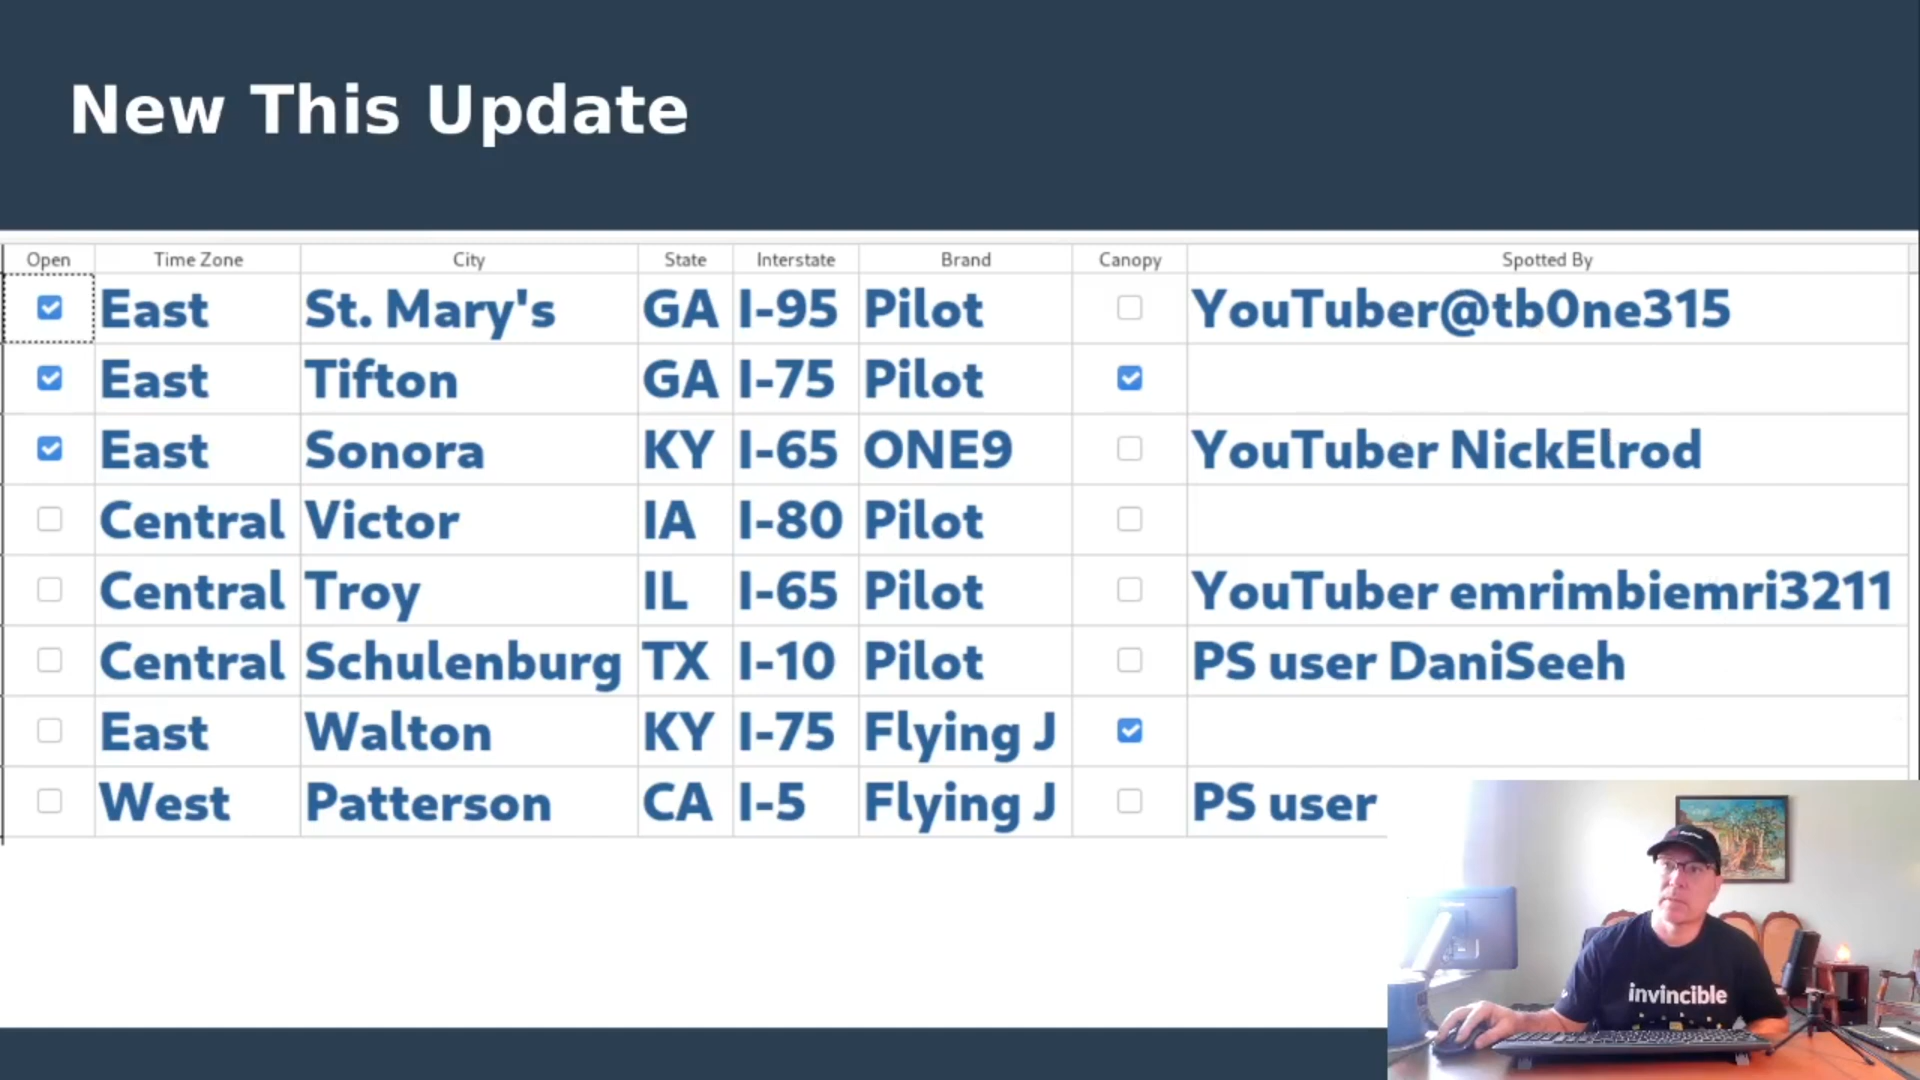 New This Update
Open Time Zone City State Interstate Brand Canopy Spotted By
East St. Mary's GA I-95 Pilot YouTuber@tb0ne315
East Tifton GA I-75 Pilot
East Sonora KY I-65 ONE9 YouTuber NickElrod
Central Victor IA I-80 Pilot
Central Troy IL I-65 Pilot YouTuber emrimbiemri3211
Central Schulenburg TX I-10 Pilot PS user DaniSeeh
East Walton KY I-75 Flying J
West Patterson CA I-5 Flying J PS user
invincible